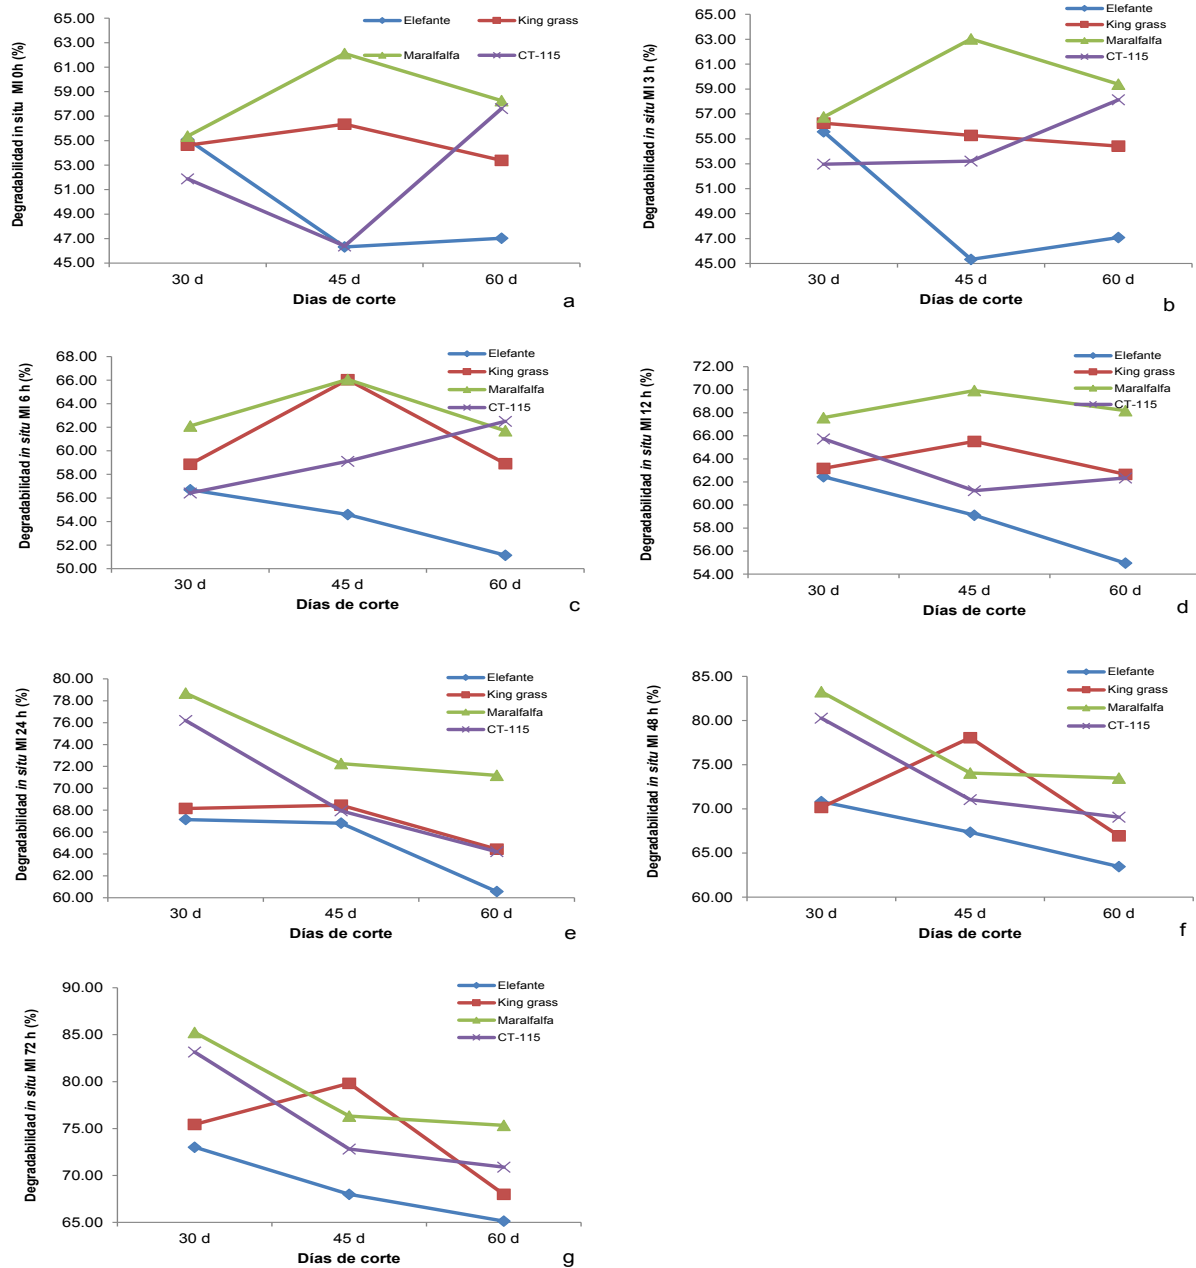 Degradabilidad in situ MI 0h (%)
65.00
63.00
61.00
59.00
57.00
55.00
53.00
51.00
49.00
47.00
45.00
Elefante
King grass
Maralfalfa
CT-115
30 d
45 d
60 d
Días de corte
a
Degradabilidad in situ MI 3 h (%)
65.00
63.00
61.00
59.00
57.00
55.00
53.00
51.00
49.00
47.00
45.00
Elefante
King grass
Maralfalfa
CT-115
30 d
45 d
60 d
Días de corte
b
Degradabilidad in situ MI 6 h (%)
68.00
66.00
64.00
62.00
60.00
58.00
56.00
54.00
52.00
50.00
Elefante
King grass
Maralfalfa
CT-115
30 d
45 d
60 d
Días de corte
c
Degradabilidad in situ MI 12 h (%)
72.00
70.00
68.00
66.00
64.00
62.00
60.00
58.00
56.00
54.00
Elefante
King grass
Maralfalfa
CT-115
30 d
45 d
60 d
Días de corte
d
Degradabilidad in situ MI 24 h (%)
80.00
78.00
76.00
74.00
72.00
70.00
68.00
66.00
64.00
62.00
60.00
Elefante
King grass
Maralfalfa
CT-115
30 d
45 d
60 d
Días de corte
e
Degradabilidad in situ MI 48 h (%)
85.00
80.00
75.00
70.00
65.00
60.00
Elefante
King grass
Maralfalfa
CT-115
30 d
45 d
60 d
Días de corte
f
Degradabilidad in situ MI 72 h (%)
90.00
85.00
80.00
75.00
70.00
65.00
Elefante
King grass
Maralfalfa
CT-115
30 d
45 d
60 d
Días de corte
g